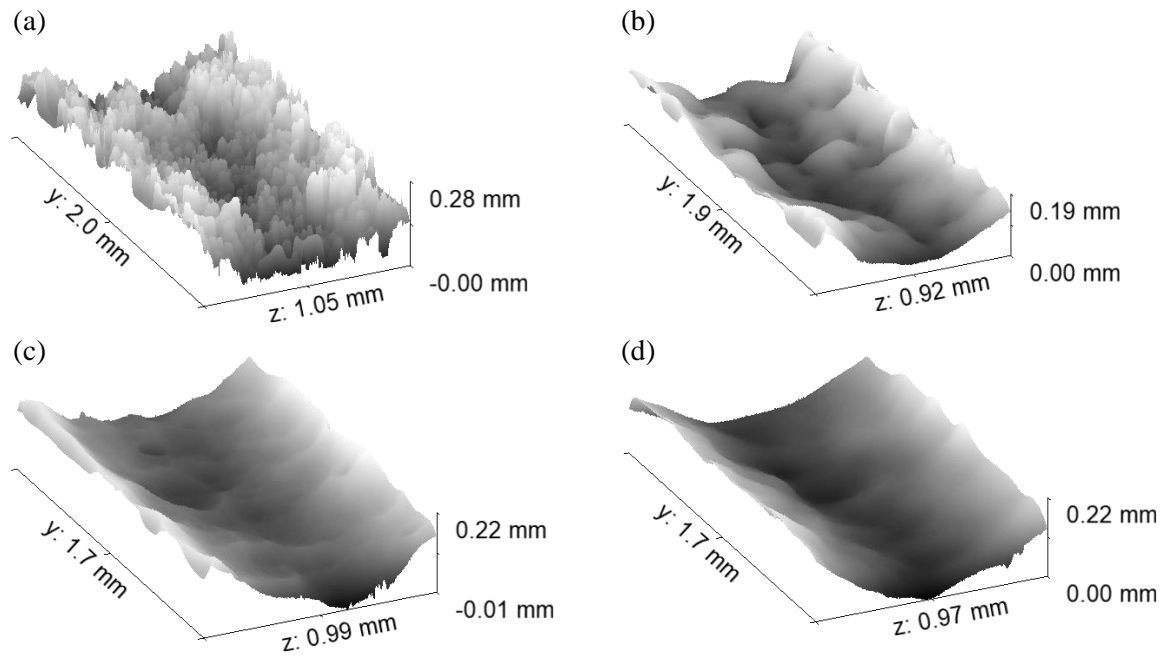 (a)
0.28 mm
-0.00 mm
y: 2.0 mm
z: 1.05 mm
(b)
0.19 mm
0.00 mm
y: 1.9 mm
z: 0.92 mm
(c)
0.22 mm
-0.01 mm
y: 1.7 mm
z: 0.99 mm
(d)
0.22 mm
0.00 mm
y: 1.7 mm
z: 0.97 mm